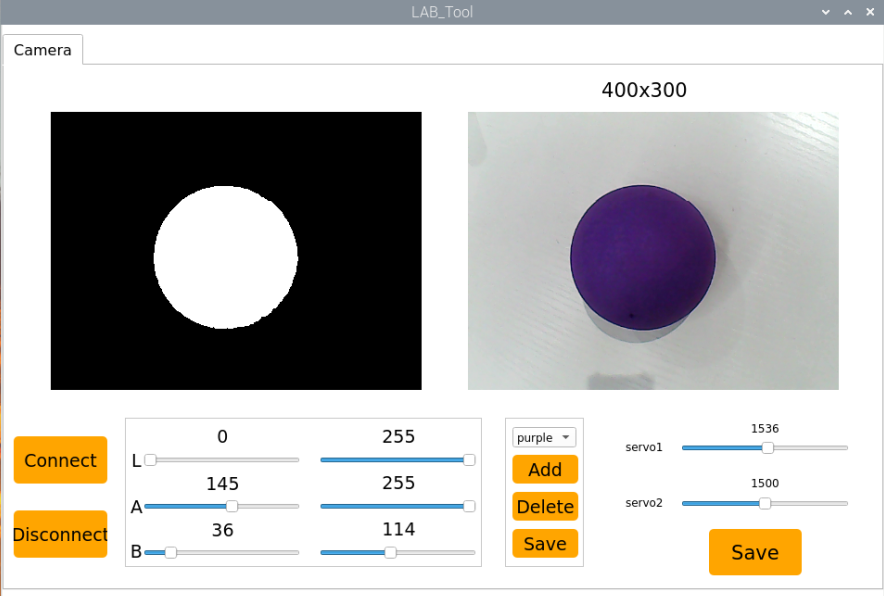 LAB_Tool
Camera
400x300
Connect
Disconnect
0 255
L
145 255
A
36 114
B
purple
Add
Delete
Save
1536
servo1
1500
servo2
Save